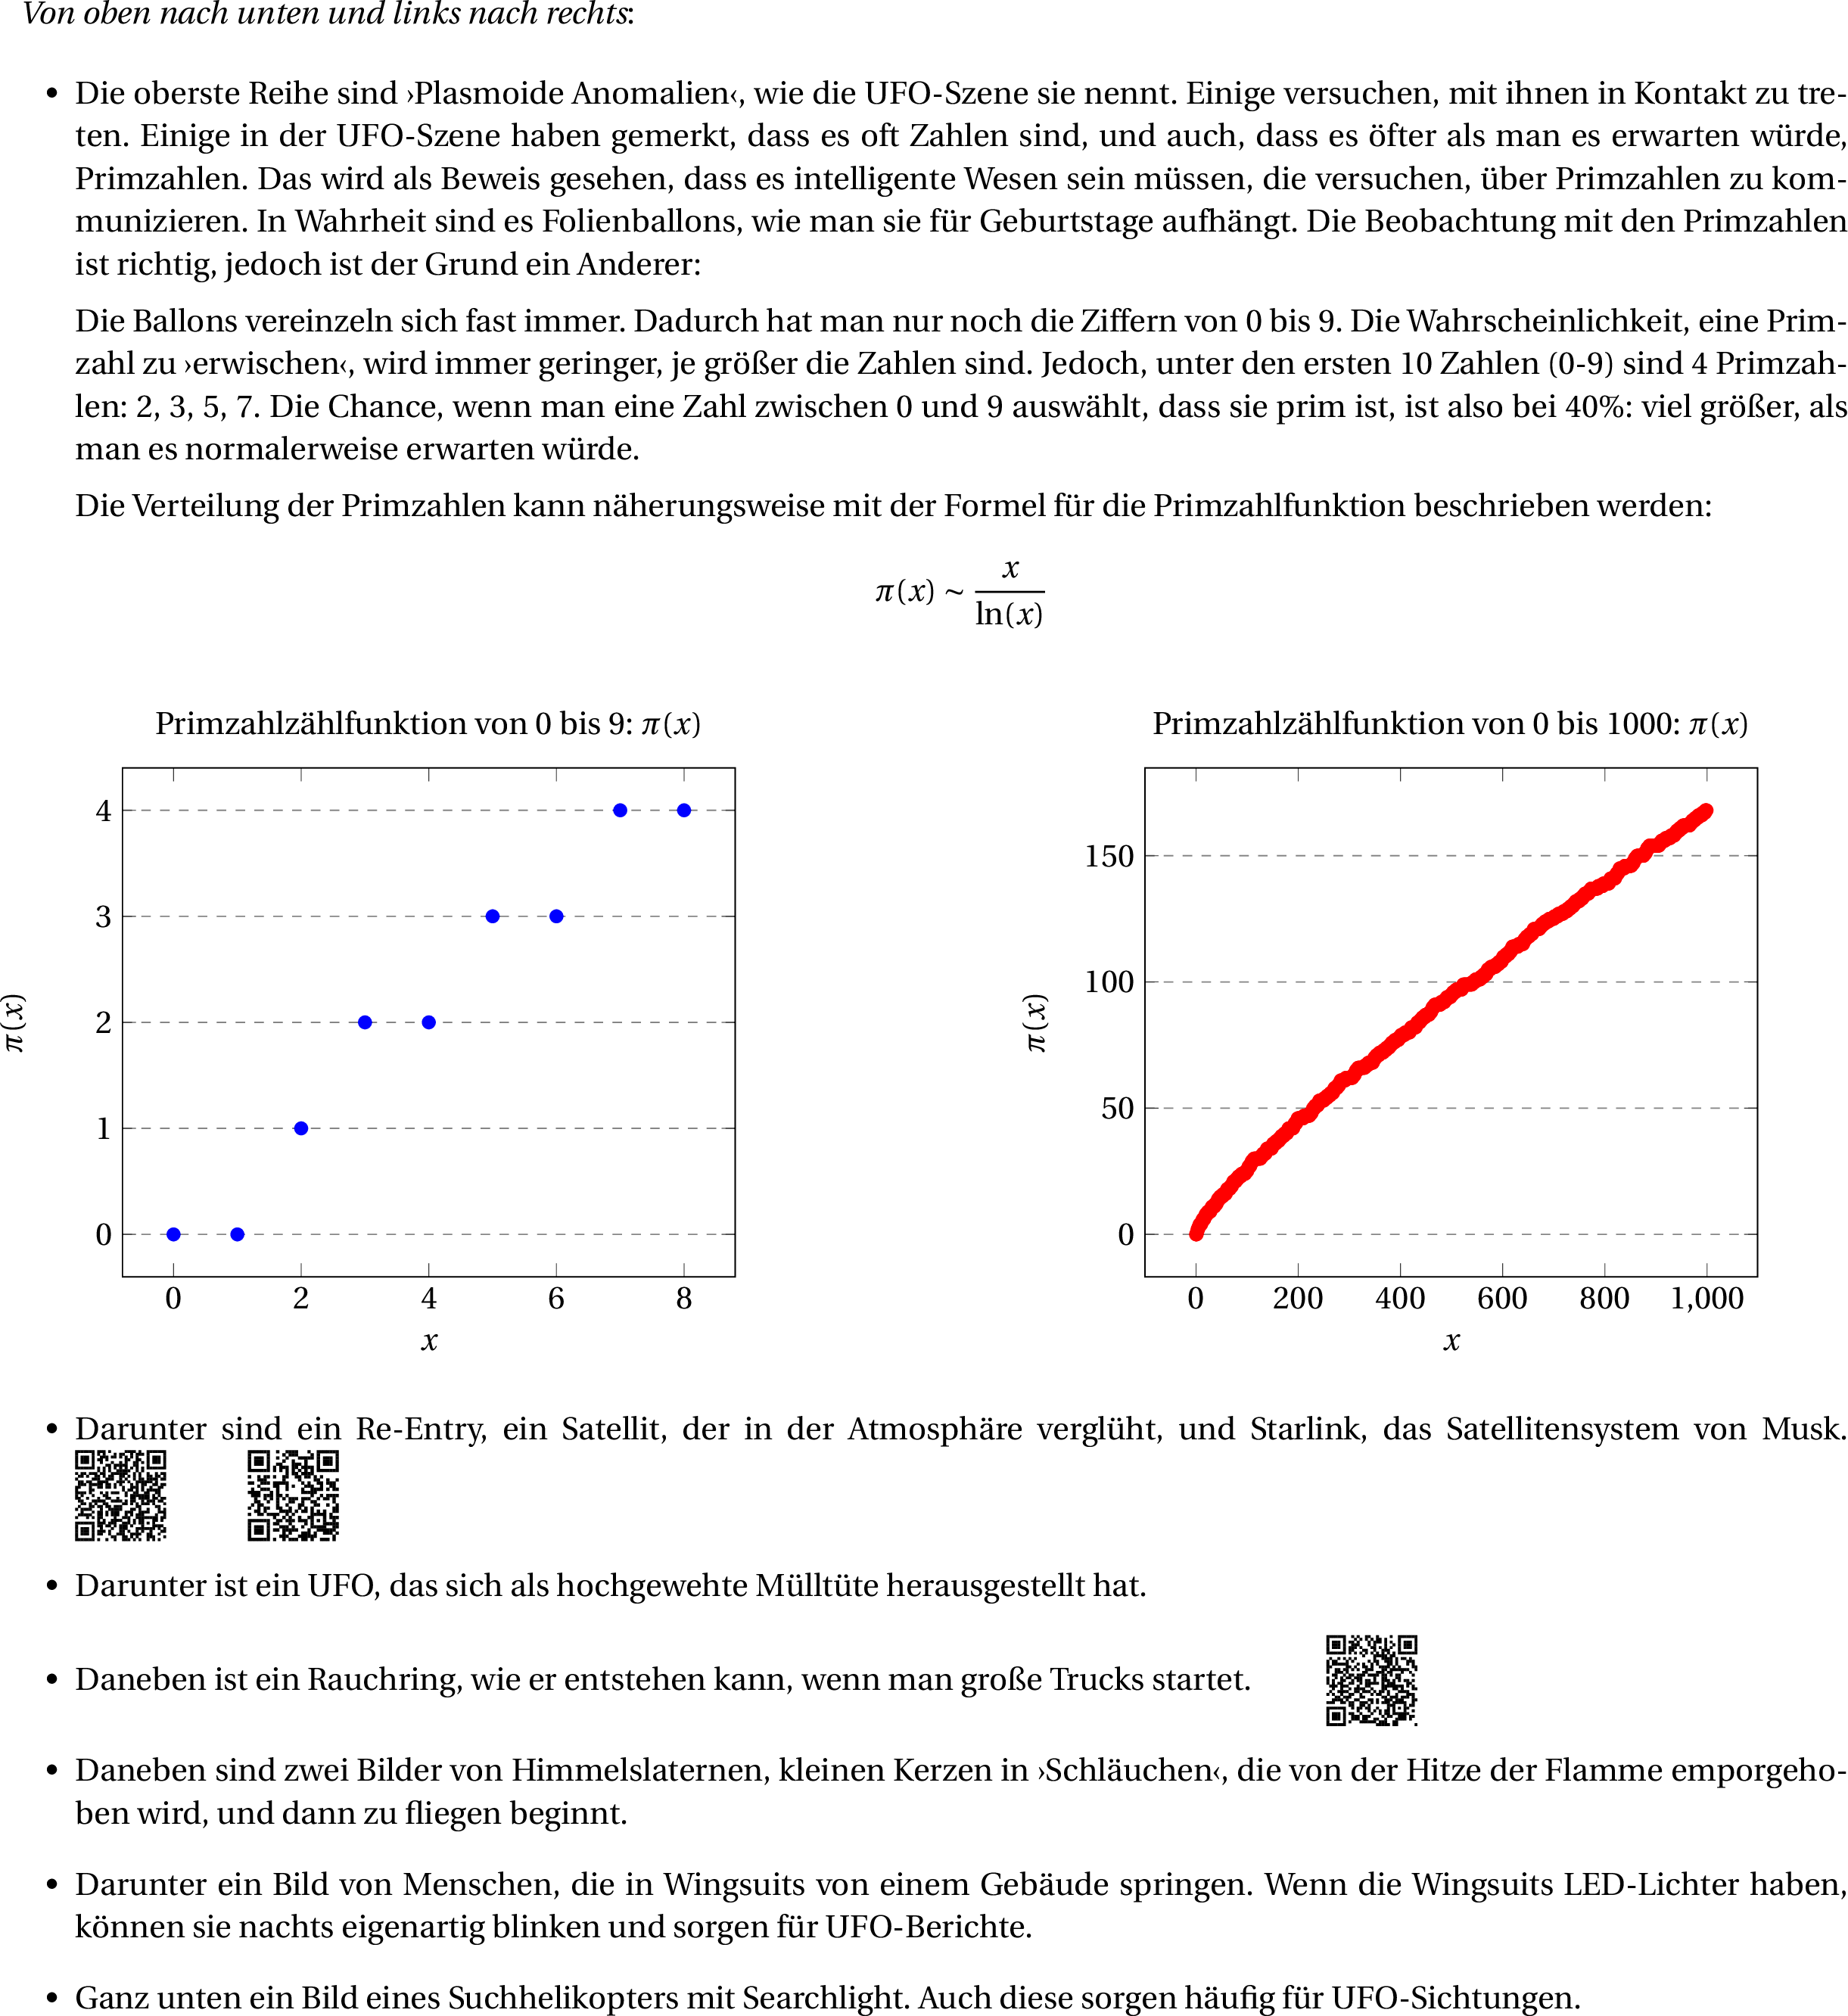 Von oben nach unten und links nach rechts:
• Die oberste Reihe sind ›Plasmoide Anomalien‹, wie die UFO-Szene sie nennt. Einige versuchen, mit ihnen in Kontakt zu tre-
ten. Einige in der UFO-Szene haben gemerkt, dass es oft Zahlen sind, und auch, dass es öfter als man es erwarten würde,
Primzahlen. Das wird als Beweis gesehen, dass es intelligente Wesen sein müssen, die versuchen, über Primzahlen zu kom-
munizieren. In Wahrheit sind es Folienballons, wie man sie für Geburtstage aufhängt. Die Beobachtung mit den Primzahlen
ist richtig, jedoch ist der Grund ein Anderer:
Die Ballons vereinzeln sich fast immer. Dadurch hat man nur noch die Ziffern von 0 bis 9. Die Wahrscheinlichkeit, eine Prim-
zahl zu ›erwischen‹, wird immer geringer, je größer die Zahlen sind. Jedoch, unter den ersten 10 Zahlen (0-9) sind 4 Primzah-
len: 2, 3, 5, 7. Die Chance, wenn man eine Zahl zwischen 0 und 9 auswählt, dass sie prim ist, ist also bei 40%: viel größer, als
man es normalerweise erwarten würde.
Die Verteilung der Primzahlen kann näherungsweise mit der Formel für die Primzahlfunktion beschrieben werden:
π(x) ~ x / ln(x)
Primzahlzählfunktion von 0 bis 9: π(x)
4
3
2
1
0
π(x)
0 2 4 6 8
x
Primzahlzählfunktion von 0 bis 1000: π(x)
150
100
50
0
π(x)
0 200 400 600 800 1,000
x
• Darunter sind ein Re-Entry, ein Satellit, der in der Atmosphäre verglüht, und Starlink, das Satellitensystem von Musk.
• Darunter ist ein UFO, das sich als hochgewehte Mülltüte herausgestellt hat.
• Daneben ist ein Rauchring, wie er entstehen kann, wenn man große Trucks startet.
• Daneben sind zwei Bilder von Himmelslaternen, kleinen Kerzen in ›Schläuchen‹, die von der Hitze der Flamme emporgeho-
ben wird, und dann zu fliegen beginnt.
• Darunter ein Bild von Menschen, die in Wingsuits von einem Gebäude springen. Wenn die Wingsuits LED-Lichter haben,
können sie nachts eigenartig blinken und sorgen für UFO-Berichte.
• Ganz unten ein Bild eines Suchhelikopters mit Searchlight. Auch diese sorgen häufig für UFO-Sichtungen.